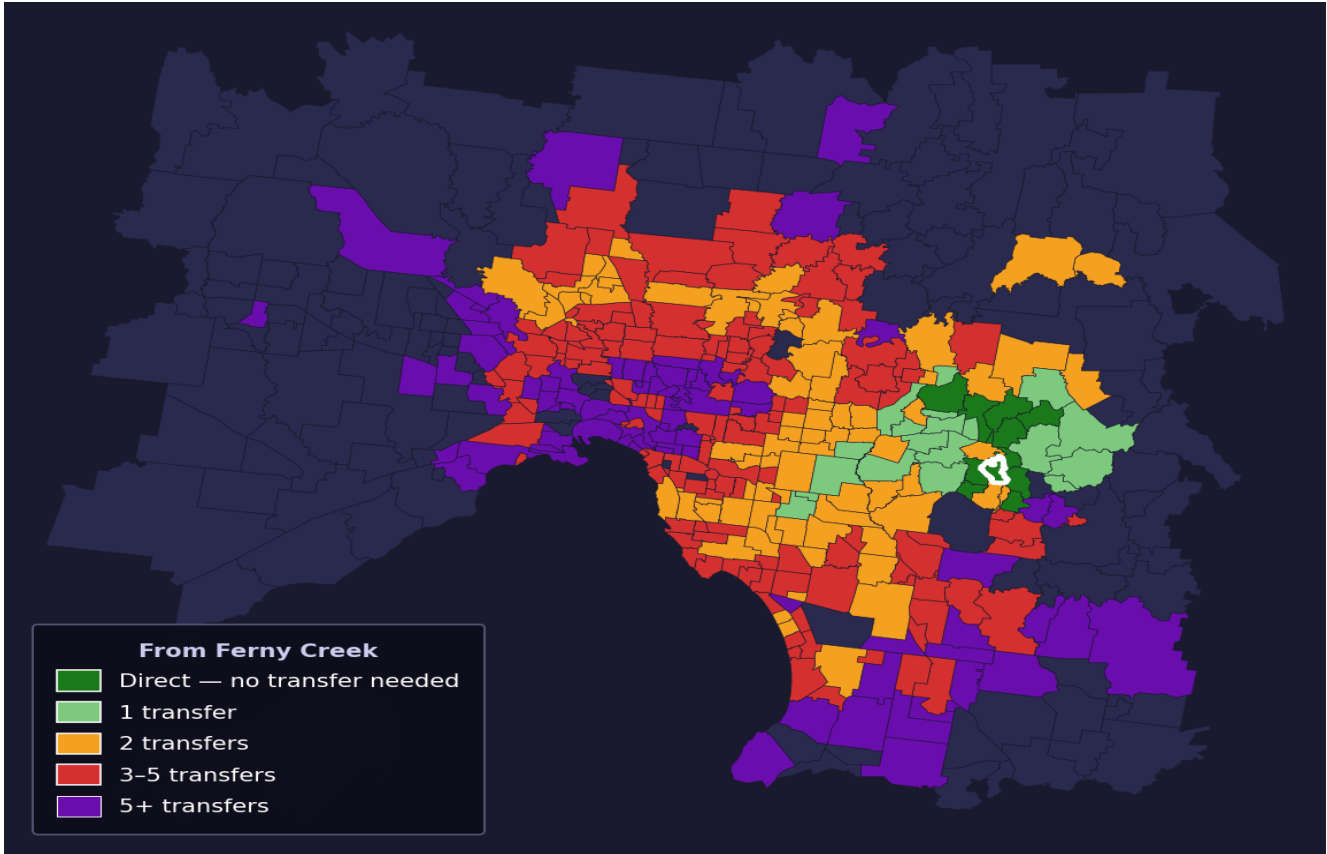 From Ferny Creek
Direct — no transfer needed
1 transfer
2 transfers
3–5 transfers
5+ transfers